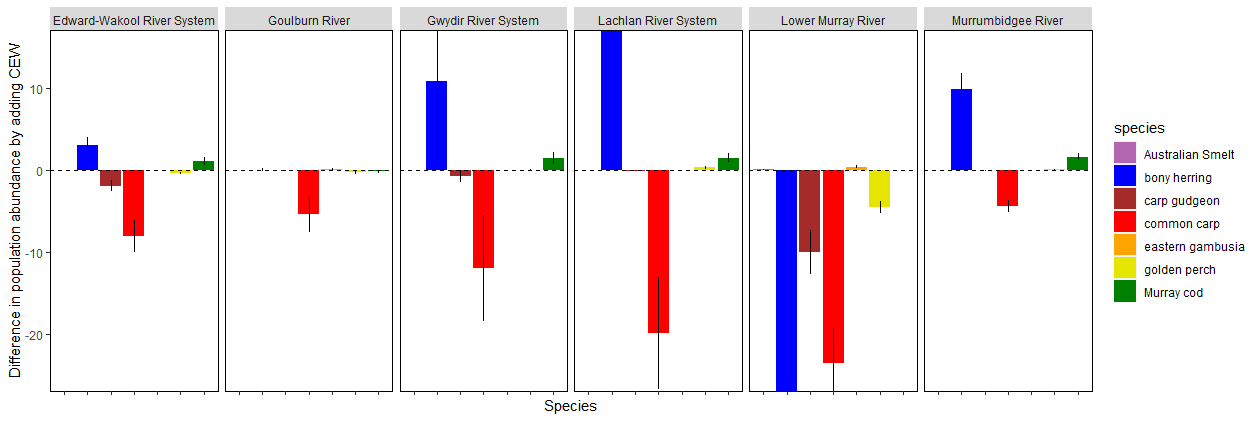 Edward-Wakool River System
Goulburn River
Gwydir River System
Lachlan River System
Lower Murray River
Murrumbidgee River
Difference in population abundance by adding CEW
10
0
-10
-20
Species
species
Australian Smelt
bony herring
carp gudgeon
common carp
eastern gambusia
golden perch
Murray cod